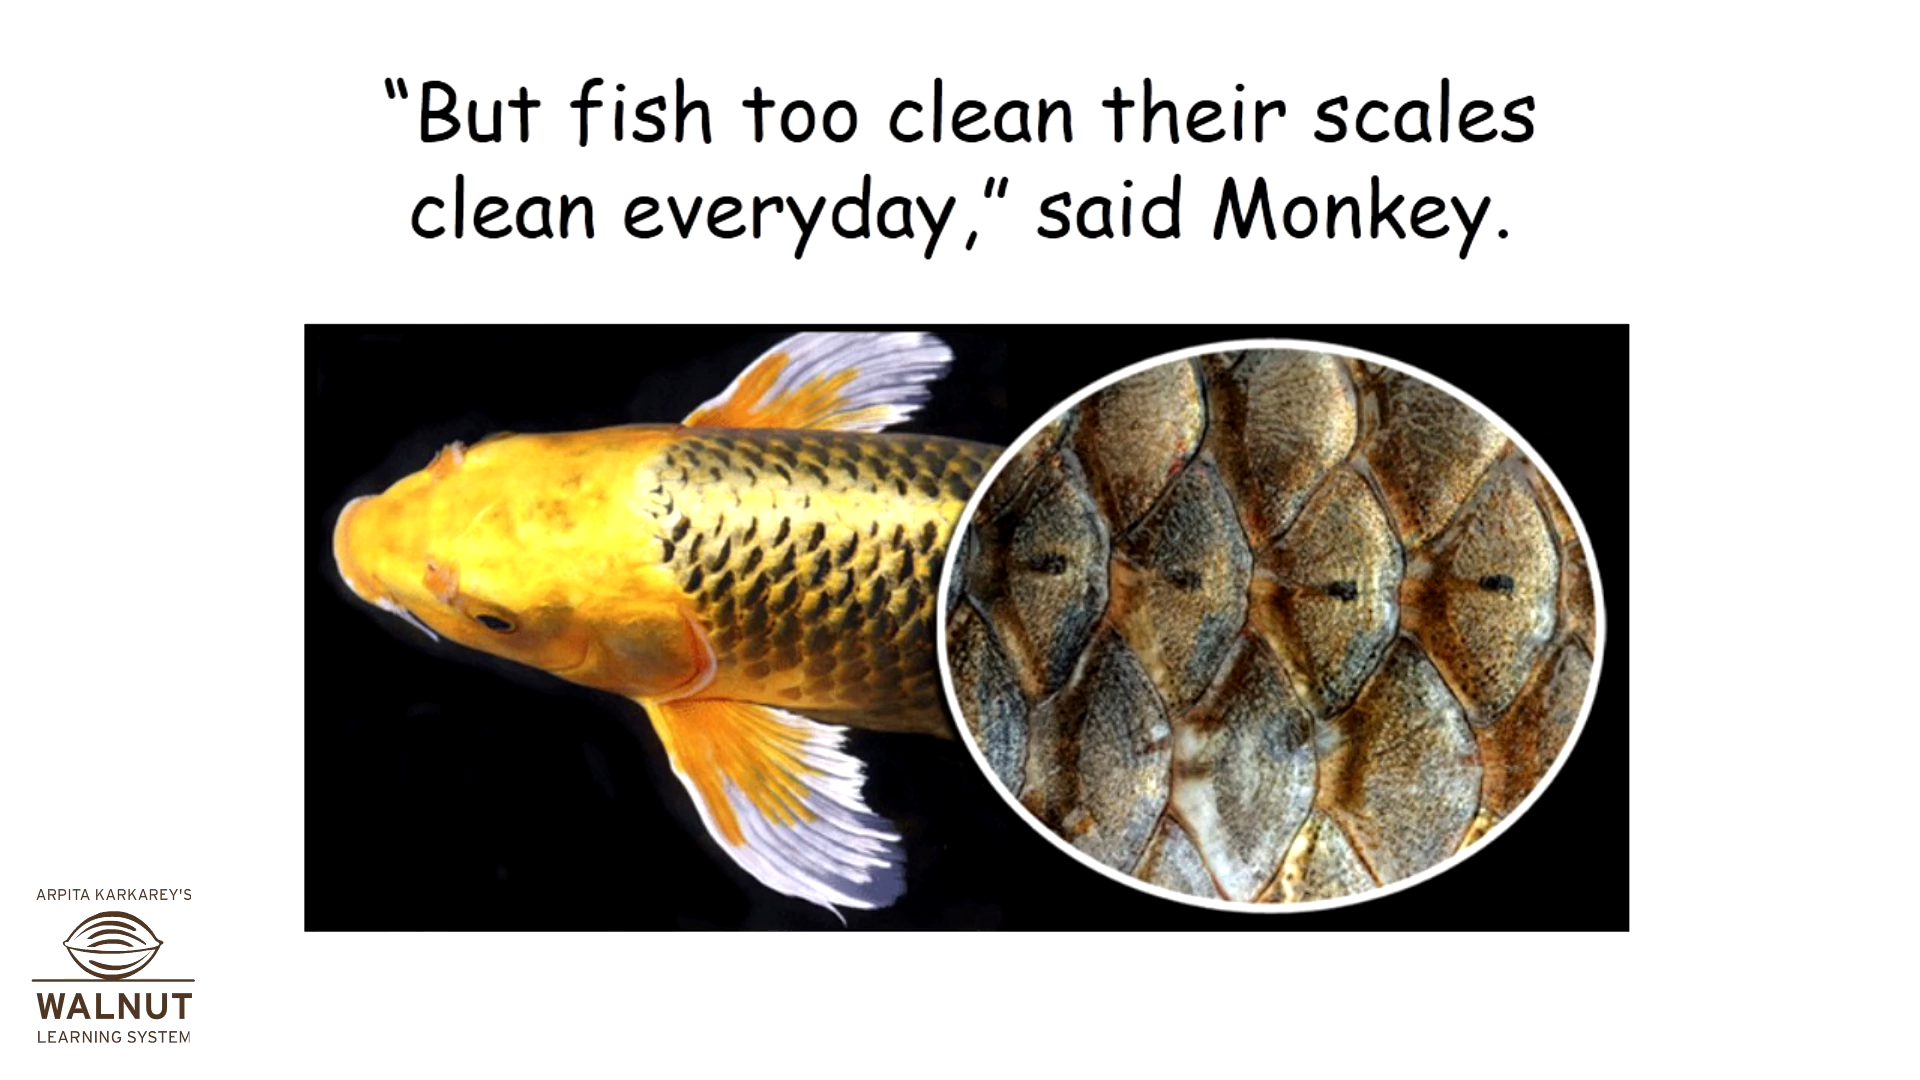 “But fish too clean their scales
clean everyday,” said Monkey.
ARPITA KARKAREY'S
WALNUT
LEARNING SYSTEM